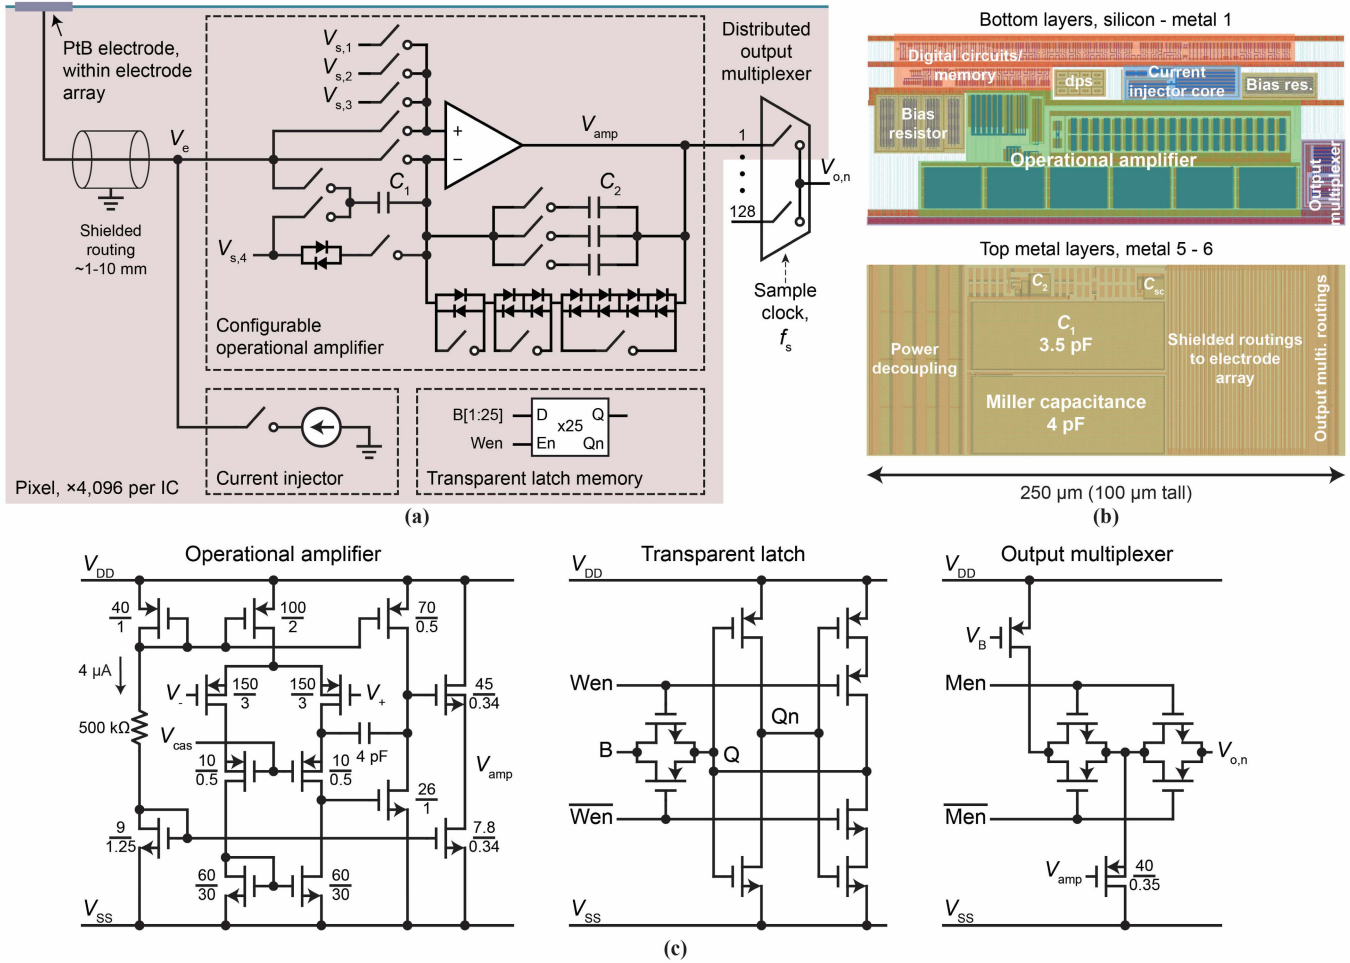 PtB electrode,
within electrode
array
V_e
Shielded
routing
~1-10 mm
V_s,1
V_s,2
V_s,3
V_s,4
C_1
C_2
+
−
V_amp
Configurable
operational amplifier
Distributed
output
multiplexer
1
128
V_o,n
Sample
clock,
f_s
Current injector
B[1:25]
Wen
D Q
x25
En Qn
Transparent latch memory
Pixel, ×4,096 per IC
(a)
Bottom layers, silicon - metal 1
Digital circuits/
memory
dps
Current
injector core
Bias res.
Bias
resistor
Operational amplifier
Output
multiplexer
Top metal layers, metal 5 - 6
C_2
C_sc
C_1
3.5 pF
Power
decoupling
Miller capacitance
4 pF
Shielded routings
to electrode
array
Output multi. routings
250 µm (100 µm tall)
(b)
Operational amplifier
V_DD
40/1
100/2
70/0.5
4 µA
V_-
150/3
150/3
V_+
45/0.34
500 kΩ
V_cas
4 pF
10/0.5
10/0.5
26/1
V_amp
9/1.25
7.8/0.34
60/30
60/30
V_SS
Transparent latch
V_DD
Wen
Qn
B
Q
W̅e̅n̅
V_SS
Output multiplexer
V_DD
V_B
Men
V_o,n
M̅e̅n̅
V_amp
40/0.35
V_SS
(c)